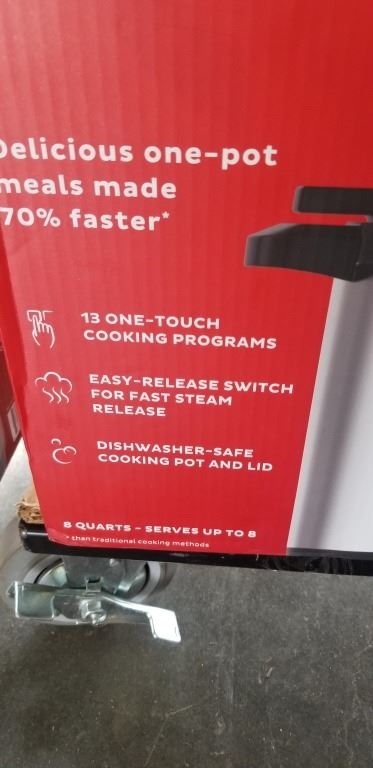 Delicious one-pot
meals made
70% faster*
13 ONE-TOUCH
COOKING PROGRAMS
EASY-RELEASE SWITCH
FOR FAST STEAM
RELEASE
DISHWASHER-SAFE
COOKING POT AND LID
8 QUARTS - SERVES UP TO 8
* than traditional cooking methods